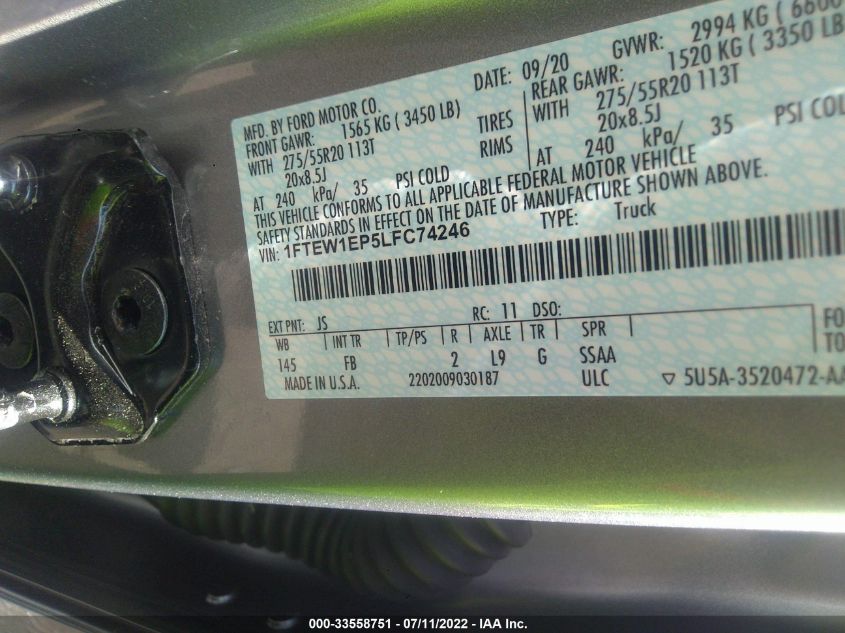 MFD. BY FORD MOTOR CO.
DATE: 09/20
GVWR: 2994 KG ( 6600
FRONT GAWR: 1565 KG ( 3450 LB)
REAR GAWR: 1520 KG ( 3350 LB
WITH 275/55R20 113T
TIRES
WITH 275/55R20 113T
20x8.5J
RIMS
20x8.5J
AT 240 kPa/ 35 PSI COLD
AT 240 kPa/ 35 PSI COLD
THIS VEHICLE CONFORMS TO ALL APPLICABLE FEDERAL MOTOR VEHICLE
SAFETY STANDARDS IN EFFECT ON THE DATE OF MANUFACTURE SHOWN ABOVE.
VIN: 1FTEW1EP5LFC74246
TYPE: Truck
EXT PNT: JS RC: 11 DSO:
WB INT TR TP/PS R AXLE TR SPR
145 FB 2 L9 G SSAA
MADE IN U.S.A. 2202009030187 ULC
FO
TO
5U5A-3520472-AA
000-33558751 - 07/11/2022 - IAA Inc.